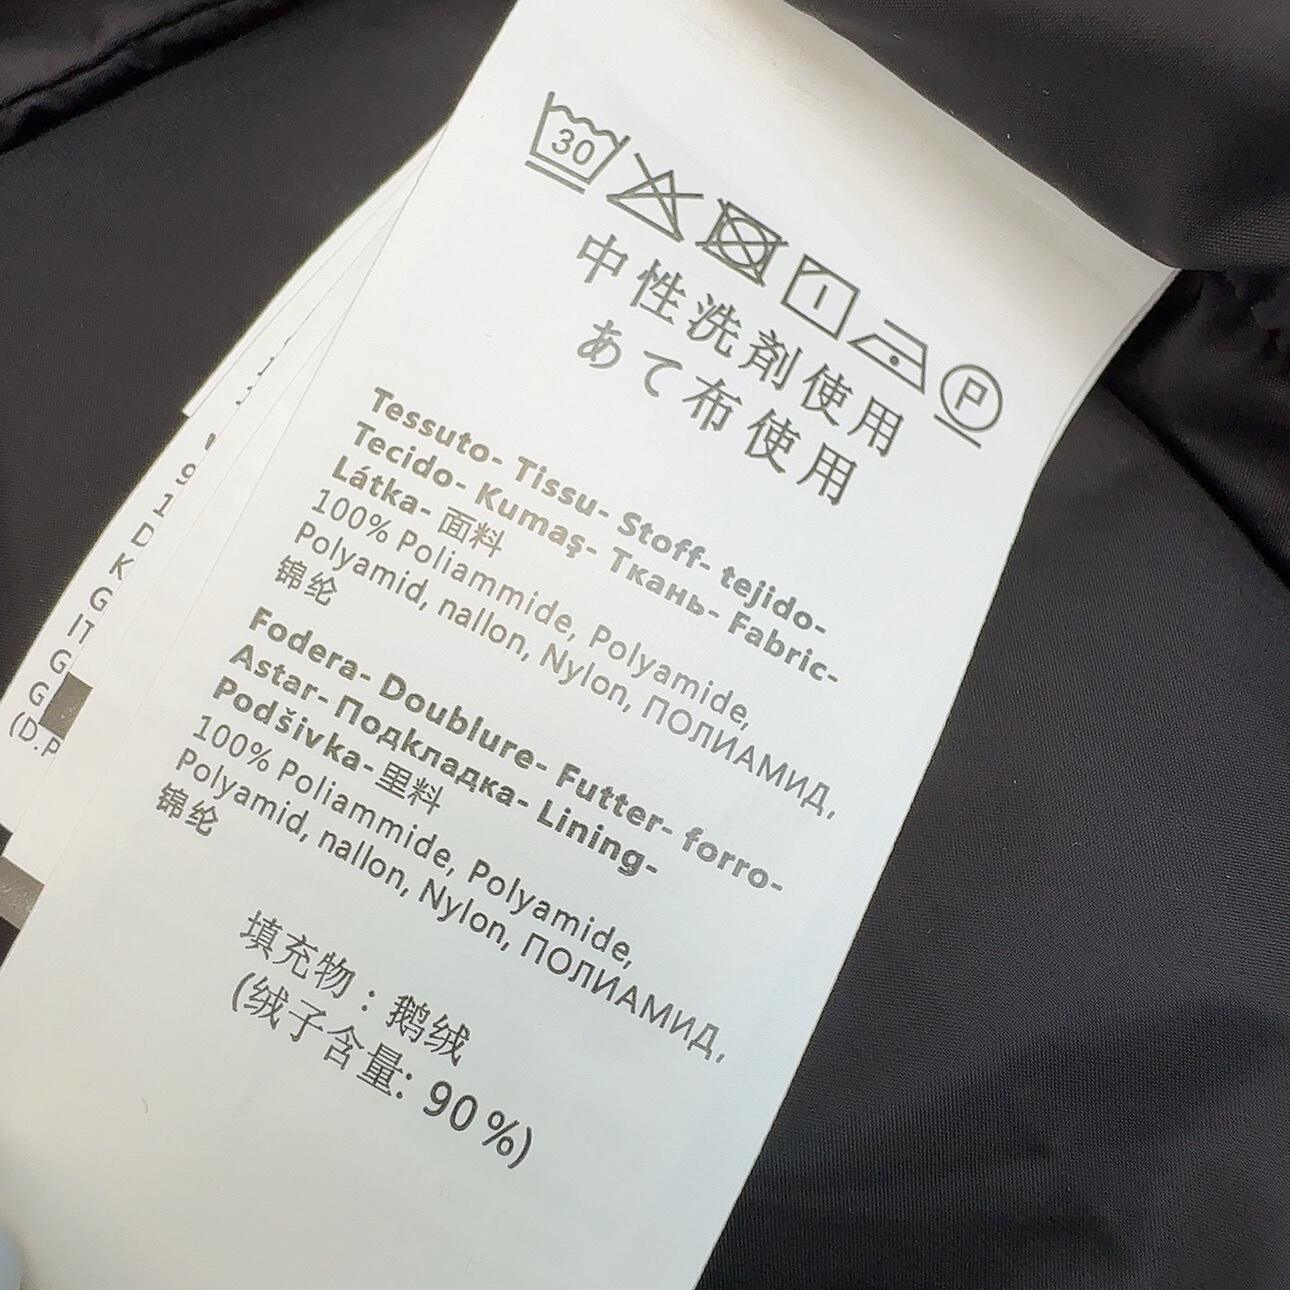 30
P
中性洗剤使用
あて布使用
Tessuto- Tissu- Stoff- tejido-
Tecido- Kumaş- Ткань- Fabric-
Látka- 面料
100% Poliammide, Polyamide,
Polyamid, nallon, Nylon, ПОЛИАМИД,
锦纶
Fodera- Doublure- Futter- forro-
Astar- Подкладка- Lining-
Podšivka- 里料
100% Poliammide, Polyamide,
Polyamid, nallon, Nylon, ПОЛИАМИД,
锦纶
填充物：鹅绒
(绒子含量: 90%)
9
1
D
K
G
G
G
(D.P